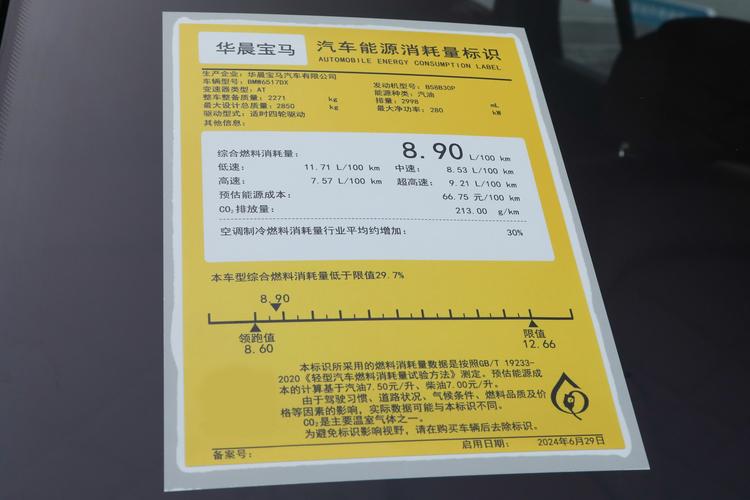 华晨宝马 汽车能源消耗量标识
AUTOMOBILE ENERGY CONSUMPTION LABEL
生产企业：华晨宝马汽车有限公司
车辆型号：BMW6517DX 发动机型号：B58B30P
变速器类型：AT 能源种类：汽油
整车整备质量：2271 kg 排量：2998 mL
最大设计总质量：2850 kg 最大净功率：280 kW
驱动型式：适时四轮驱动
其他信息：
综合燃料消耗量： 8.90 L/100 km
低速： 11.71 L/100 km 中速： 8.53 L/100 km
高速： 7.57 L/100 km 超高速： 9.21 L/100 km
预估能源成本： 66.75 元/100 km
CO₂排放量： 213.00 g/km
空调制冷燃料消耗量行业平均约增加： 30%
本车型综合燃料消耗量低于限值29.7%
8.90
领跑值 限值
8.60 12.66
本标识所采用的燃料消耗量数据是按照GB/T 19233-
2020《轻型汽车燃料消耗量试验方法》测定。预估能源成
本的计算基于汽油7.50元/升、柴油7.00元/升。
由于驾驶习惯、道路状况、气候条件、燃料品质及价
格等因素的影响，实际数据可能与本标识不同。
CO₂是主要温室气体之一。
为避免标识影响视野，请在购买车辆后去除标识。
备案号： 启用日期： 2024年6月29日